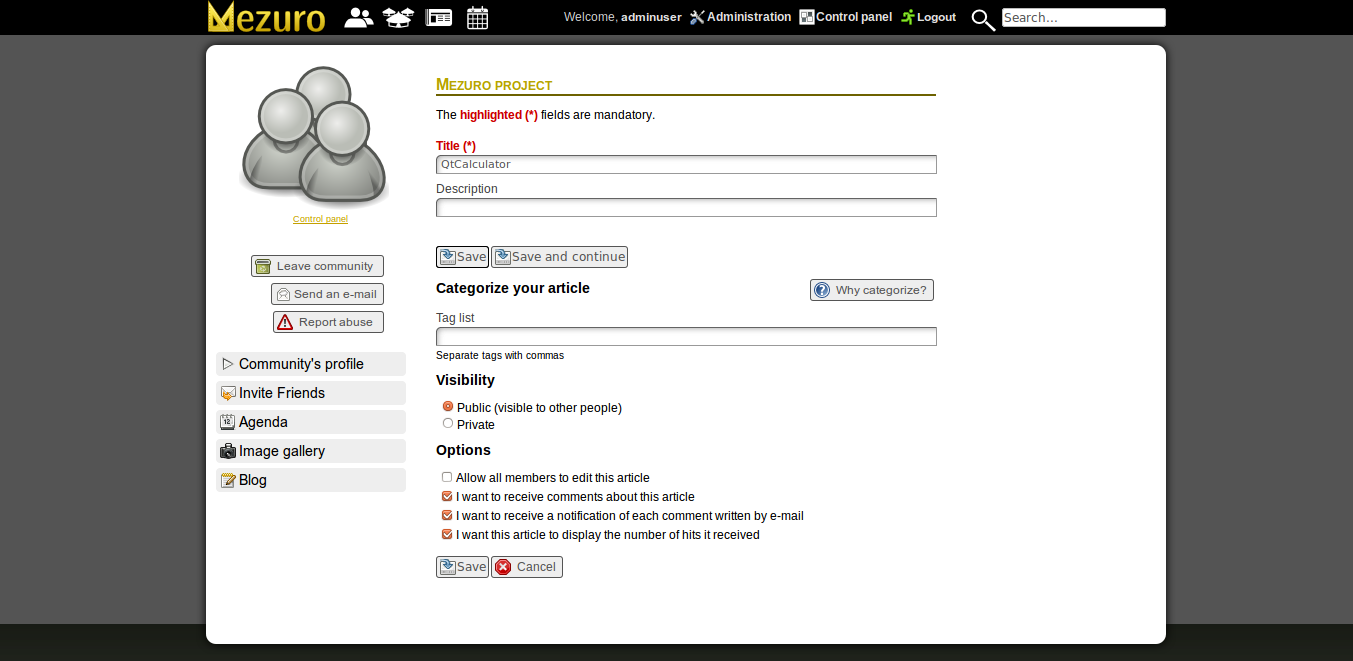 Mezuro
Welcome, adminuser Administration Control panel Logout Search...
MEZURO PROJECT
The highlighted (*) fields are mandatory.
Title (*)
QtCalculator
Description
Save Save and continue
Categorize your article
Why categorize?
Tag list
Separate tags with commas
Visibility
Public (visible to other people)
Private
Options
Allow all members to edit this article
I want to receive comments about this article
I want to receive a notification of each comment written by e-mail
I want this article to display the number of hits it received
Save Cancel
Control panel
Leave community
Send an e-mail
Report abuse
Community's profile
Invite Friends
12
Agenda
Image gallery
Blog